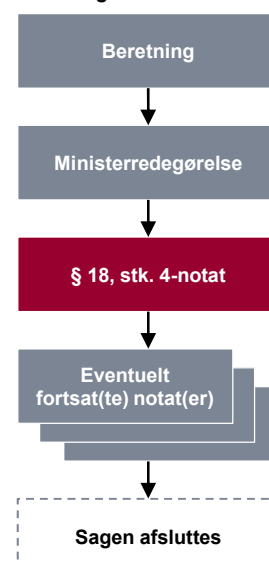 Beretning
Ministerredegørelse
§ 18, stk. 4-notat
Eventuelt
fortsat(te) notat(er)
Sagen afsluttes